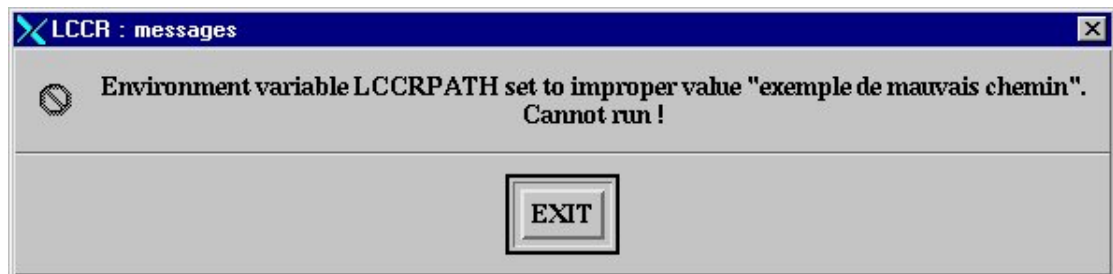 LCCR : messages
Environment variable LCCRPATH set to improper value "exemple de mauvais chemin".
Cannot run !
EXIT